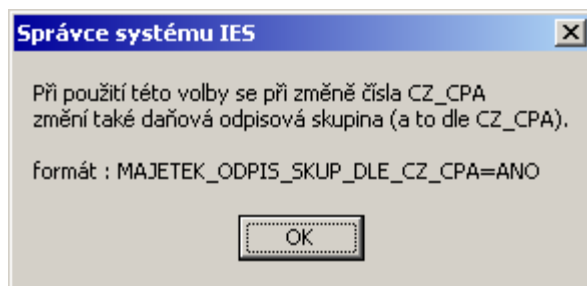 Správce systému IES
Při použití této volby se při změně čísla CZ_CPA
změní také daňová odpisová skupina (a to dle CZ_CPA).
formát : MAJETEK_ODPIS_SKUP_DLE_CZ_CPA=ANO
OK